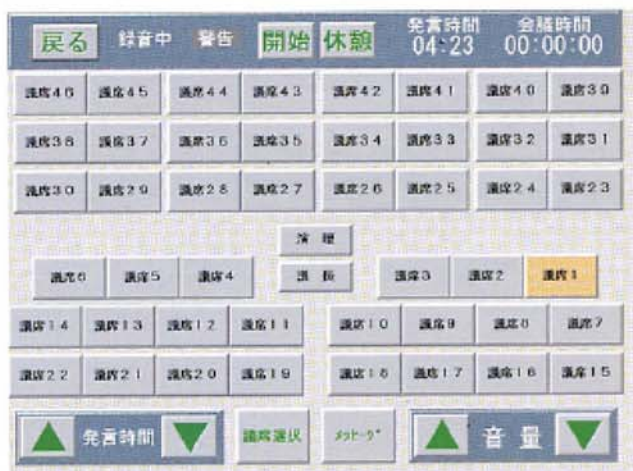 戻る 録音中 警告 開始 休憩 発言時間 会議時間
04:23 00:00:00
議席46 議席45 議席44 議席43 議席42 議席41 議席40 議席39
議席38 議席37 議席36 議席35 議席34 議席33 議席32 議席31
議席30 議席29 議席28 議席27 議席26 議席25 議席24 議席23
演壇
議席6 議席5 議席4 議長 議席3 議席2 議席1
議席14 議席13 議席12 議席11 議席10 議席9 議席8 議席7
議席22 議席21 議席20 議席19 議席18 議席17 議席16 議席15
発言時間 議席選択 音量